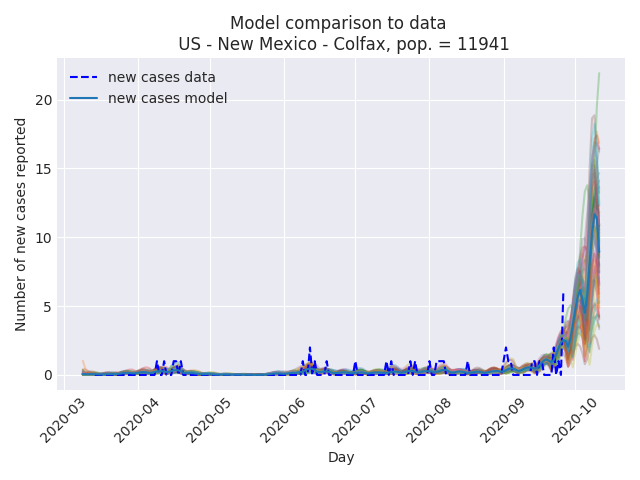 Model comparison to data
US - New Mexico - Colfax, pop. = 11941
new cases data
new cases model
Number of new cases reported
20
15
10
5
0
2020-03
2020-04
2020-05
2020-06
2020-07
2020-08
2020-09
2020-10
Day